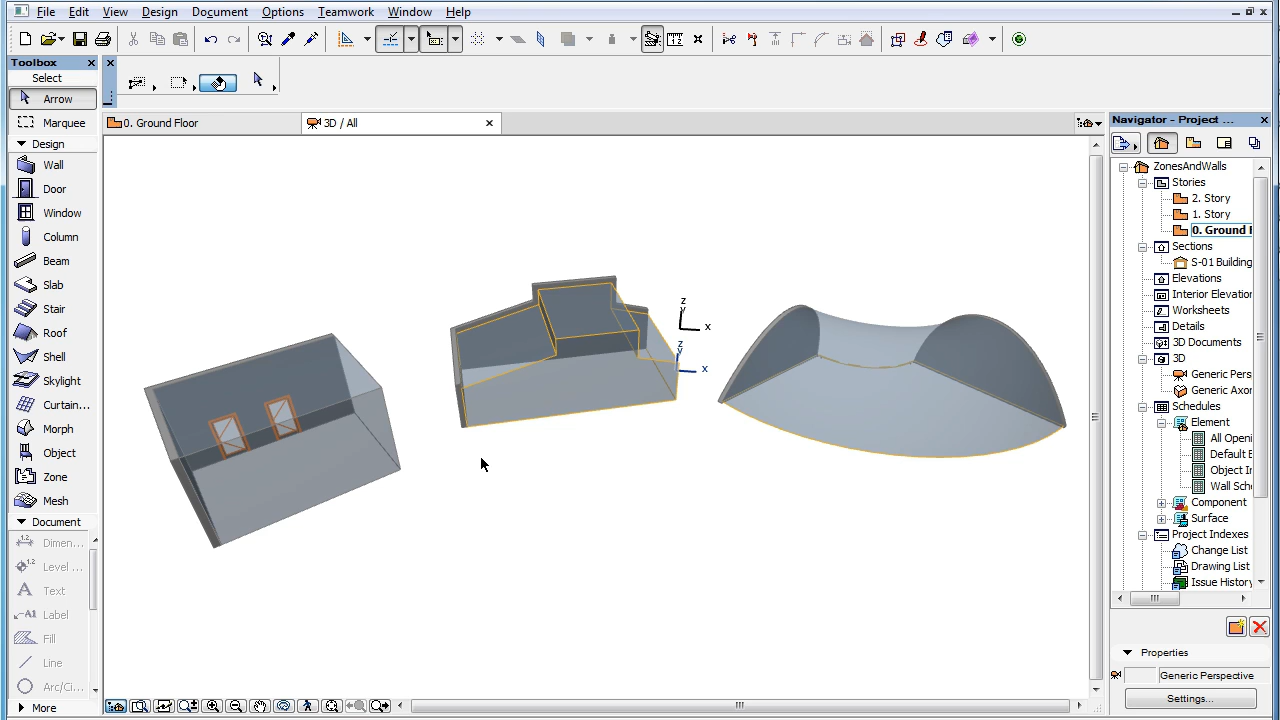 File Edit View Design Document Options Teamwork Window Help
Toolbox
Select
Arrow
Marquee
Design
Wall
Door
Window
Column
Beam
Slab
Stair
Roof
Shell
Skylight
Curtain...
Morph
Object
Zone
Mesh
Document
Dimen...
1.2
Level ...
A Text
A1 Label
Fill
Line
Arc/Ci...
More
0. Ground Floor
3D / All
z
y
x
z
y
x
Navigator - Project ...
ZonesAndWalls
Stories
2. Story
1. Story
0. Ground F
Sections
S-01 Building
Elevations
Interior Elevation
Worksheets
Details
3D Documents
3D
Generic Pers
Generic Axon
Schedules
Element
All Openi
Default E
Object In
Wall Sche
Component
Surface
Project Indexes
Change List
Drawing List
Issue History
Properties
Generic Perspective
Settings...